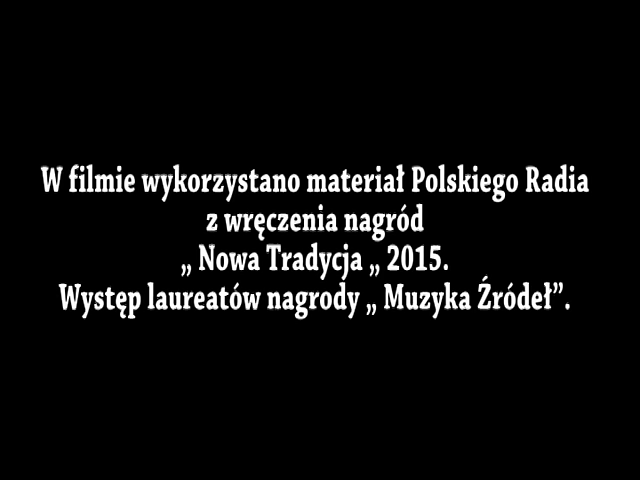 W filmie wykorzystano materiał Polskiego Radia
z wręczenia nagród
„ Nowa Tradycja „ 2015.
Występ laureatów nagrody „ Muzyka Źródeł”.